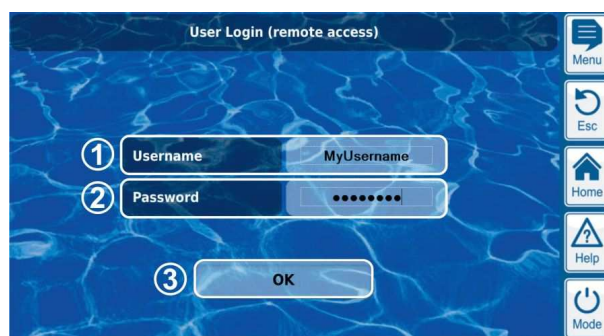 User Login (remote access)
Menu
Esc
① Username MyUsername
② Password ••••••••
Home
Help
③ OK
Mode